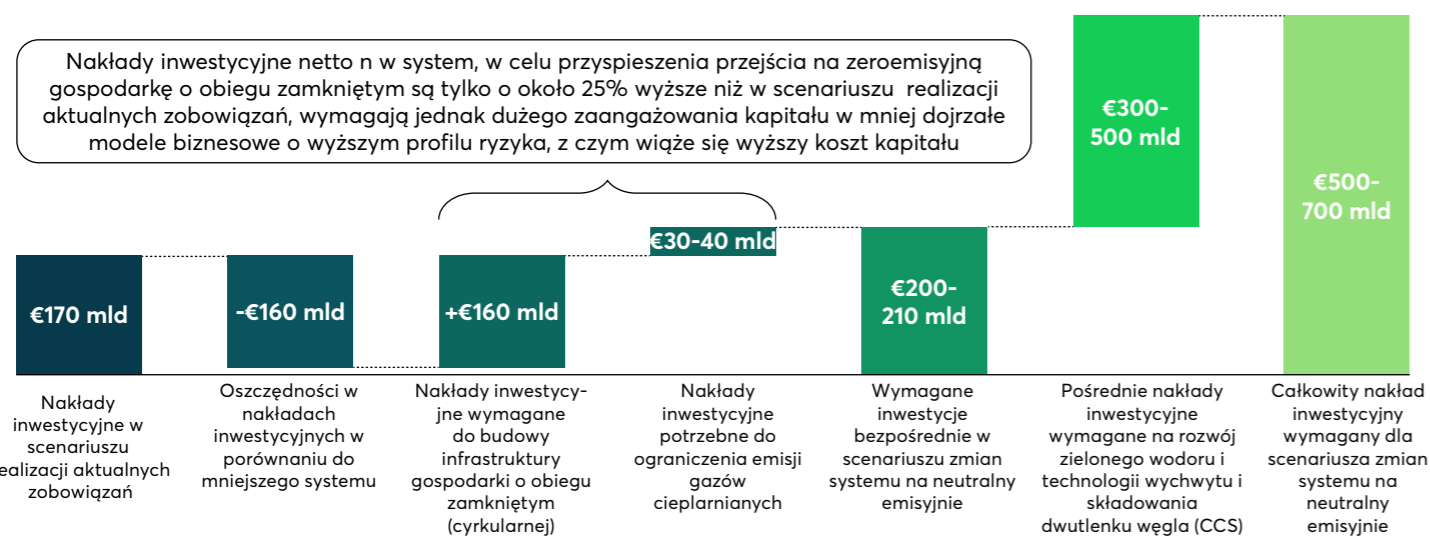 Nakłady inwestycyjne netto n w system, w celu przyspieszenia przejścia na zeroemisyjną
gospodarkę o obiegu zamkniętym są tylko o około 25% wyższe niż w scenariuszu realizacji
aktualnych zobowiązań, wymagają jednak dużego zaangażowania kapitału w mniej dojrzałe
modele biznesowe o wyższym profilu ryzyka, z czym wiąże się wyższy koszt kapitału
€170 mld
-€160 mld
+€160 mld
€30-40 mld
€200-
210 mld
€300-
500 mld
€500-
700 mld
Nakłady
inwestycyjne w
scenariuszu
ealizacji aktualnych
zobowiązań
Oszczędności w
nakładach
inwestycyjnych w
porównaniu do
mniejszego systemu
Nakłady inwestycy-
jne wymagane
do budowy
infrastruktury
gospodarki o obiegu
zamkniętym
(cyrkularnej)
Nakłady
inwestycyjne
potrzebne do
ograniczenia emisji
gazów
cieplarnianych
Wymagane
inwestycje
bezpośrednie w
scenariuszu zmian
systemu na neutralny
emisyjnie
Pośrednie nakłady
inwestycyjne
wymagane na rozwój
zielonego wodoru i
technologii wychwytu i
składowania
dwutlenku węgla (CCS)
Całkowity nakład
inwestycyjny
wymagany dla
scenariusza zmian
systemu na
neutralny
emisyjnie